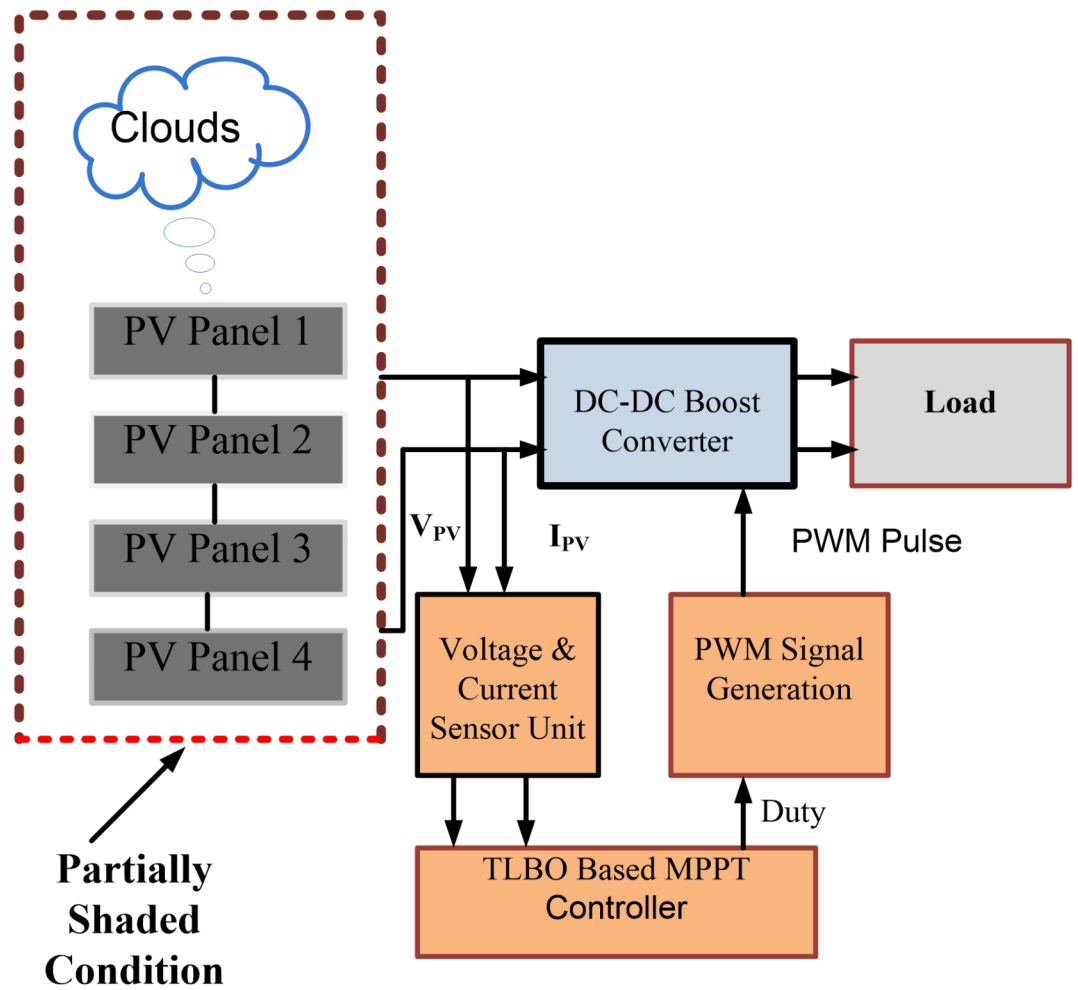 Clouds
PV Panel 1
PV Panel 2
PV Panel 3
PV Panel 4
Partially
Shaded
Condition
DC-DC Boost
Converter
Load
VPV
IPV
PWM Pulse
Voltage &
Current
Sensor Unit
PWM Signal
Generation
Duty
TLBO Based MPPT
Controller